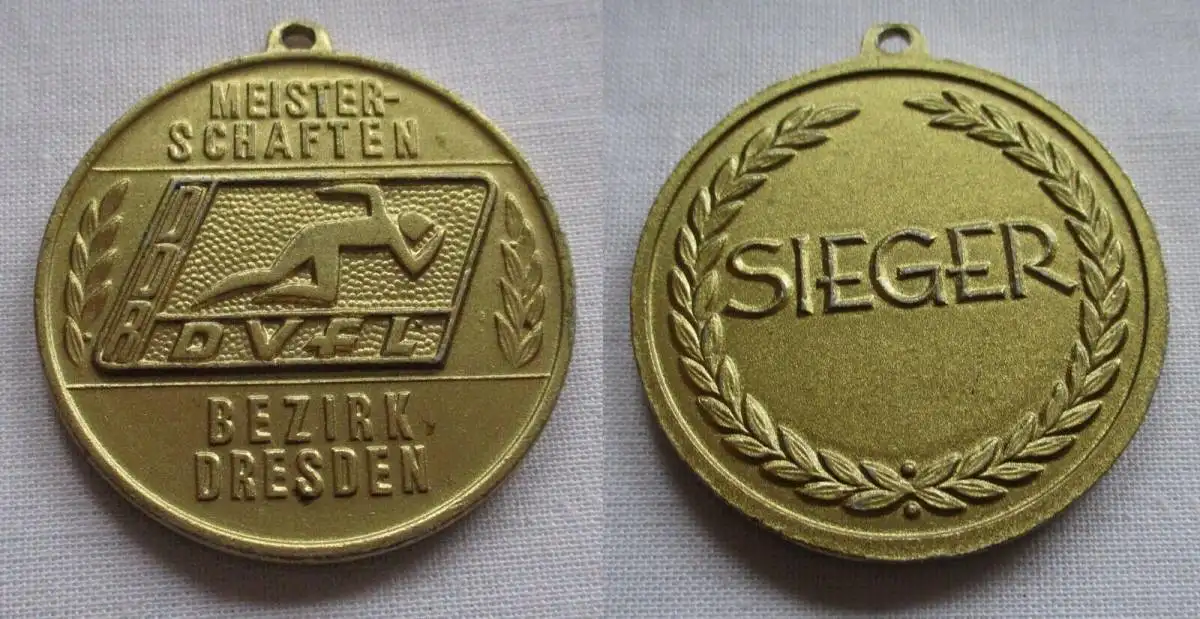 MEISTER-
SCHAFTEN
DDR
DVfL
BEZIRK
DRESDEN
SIEGER